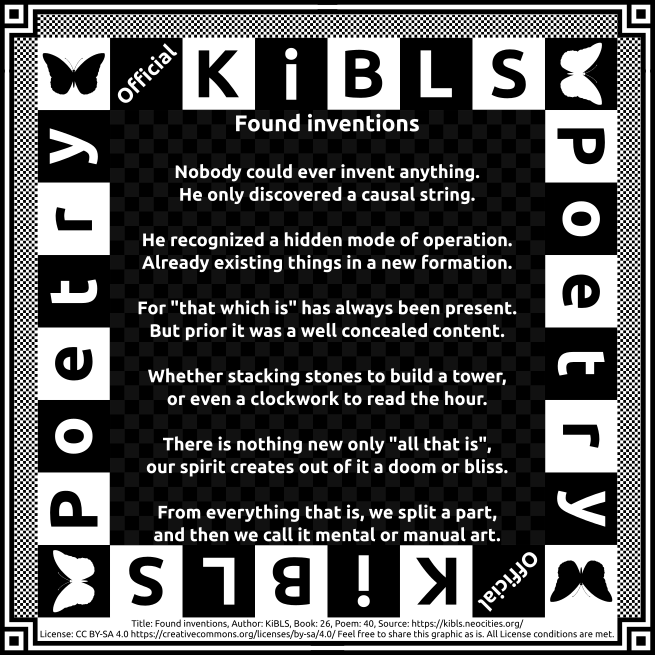 Official KiBLS
Poetry
Poetry
Found inventions
Nobody could ever invent anything.
He only discovered a causal string.
He recognized a hidden mode of operation.
Already existing things in a new formation.
For "that which is" has always been present.
But prior it was a well concealed content.
Whether stacking stones to build a tower,
or even a clockwork to read the hour.
There is nothing new only "all that is",
our spirit creates out of it a doom or bliss.
From everything that is, we split a part,
and then we call it mental or manual art.
Official KiBLS
Title: Found inventions, Author: KiBLS, Book: 26, Poem: 40, Source: https://kibls.neocities.org/
License: CC BY-SA 4.0 https://creativecommons.org/licenses/by-sa/4.0/ Feel free to share this graphic as is. All License conditions are met.